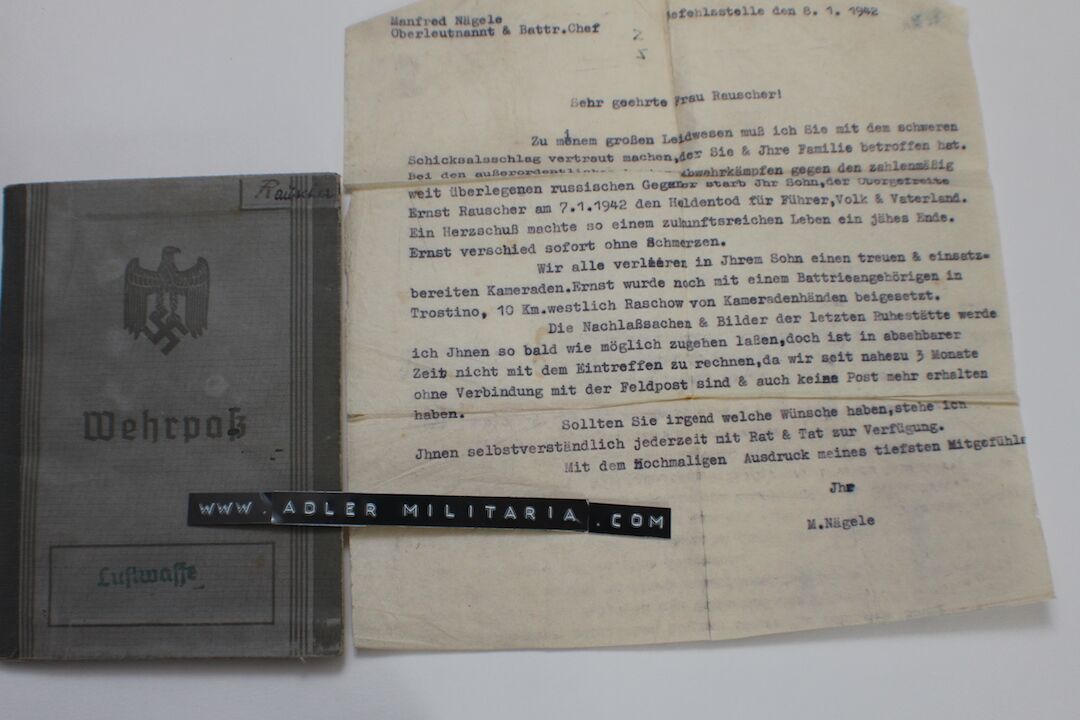 Rauscher
Wehrpaß
Luftwaffe
WWW.ADLER MILITARIA.COM
Manfred Nägele
Oberleutnannt & Battr.Chef
efehlsstelle den 8. 1. 1942
Sehr geehrte Frau Rauscher!
Zu minem großen Leidwesen muß ich Sie mit dem schweren
Schicksalsschlag vertraut machen,der Sie & Jhre Familie betroffen hat.
Bei den außerordentlichen Abwehrkämpfen gegen den zahlenmäßig
weit überlegenen russischen Gegner starb Jhr Sohn,der Obergefreite
Ernst Rauscher am 7.1.1942 den Heldentod für Führer,Volk & Vaterland.
Ein Herzschuß machte so einem zukunftsreichen Leben ein jähes Ende.
Ernst verschied sofort ohne Schmerzen.
Wir alle verlieren in Jhrem Sohn einen treuen & einsatz-
bereiten Kameraden.Ernst wurde noch mit einem Battrieangehörigen in
Trostino, 10 Km.westlich Raschow von Kameradenhänden beigesetzt.
Die Nachlaßsachen & Bilder der letzten Ruhestätte werde
ich Jhnen so bald wie möglich zugehen laßen,doch ist in absehbarer
Zeit nicht mit dem Eintreffen zu rechnen,da wir seit nahezu 3 Monate
ohne Verbindung mit der Feldpost sind & auch keine Post mehr erhalten
haben.
Sollten Sie irgend welche Wünsche haben,stehe ich
Jhnen selbstverständlich jederzeit mit Rat & Tat zur Verfügung.
Mit dem Nochmaligen Ausdruck meines tiefsten Mitgefühls
Jhr
M.Nägele